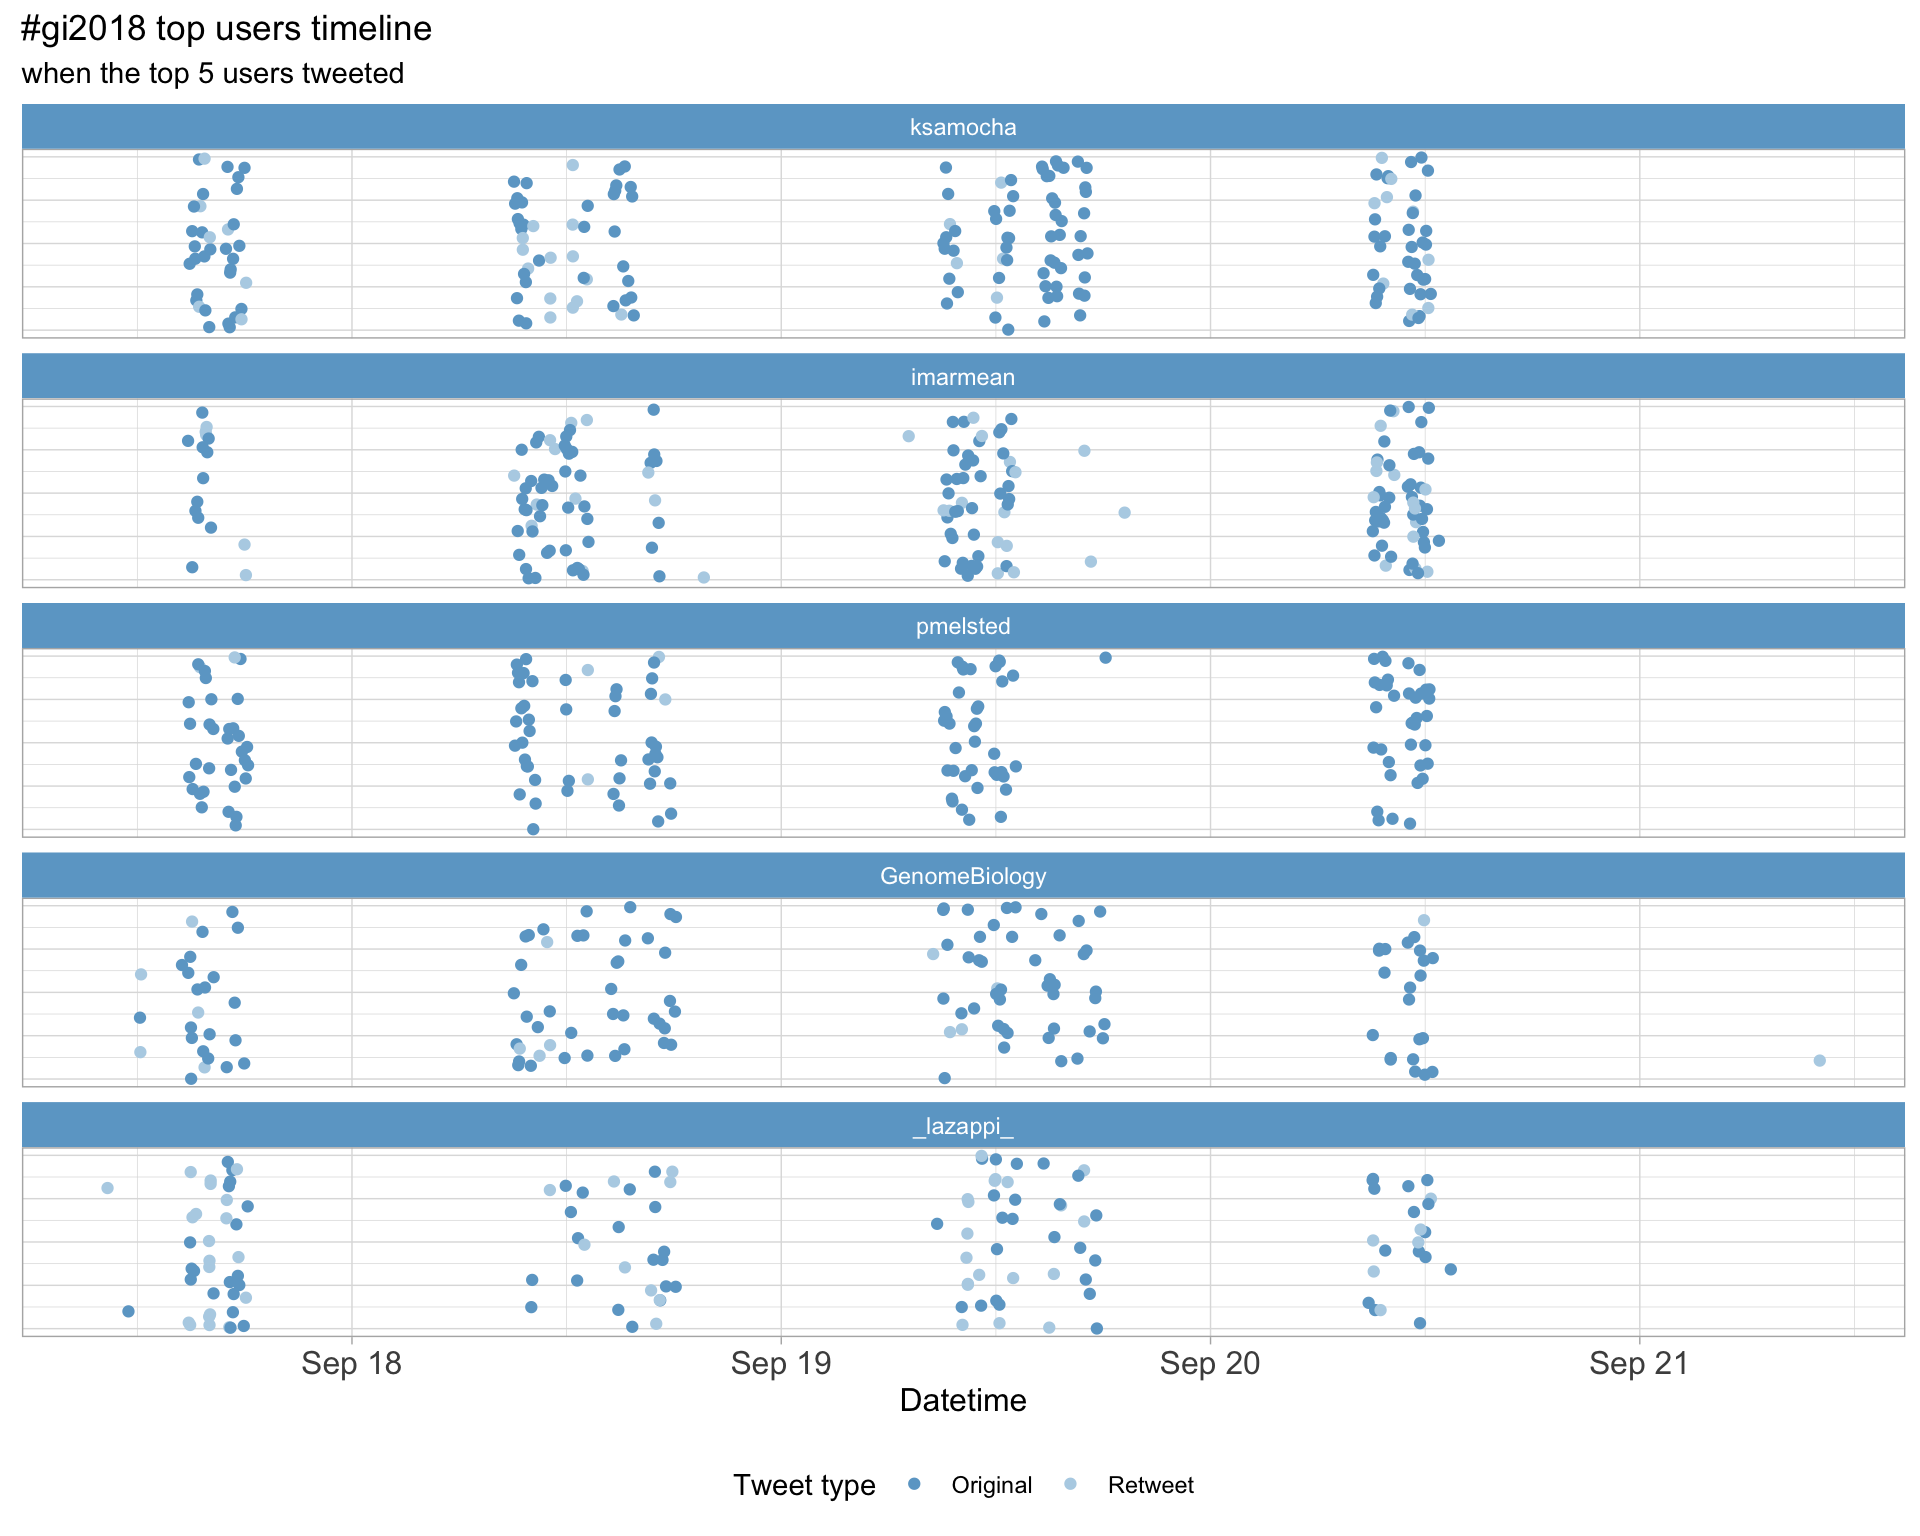 #gi2018 top users timeline
when the top 5 users tweeted
ksamocha
imarmean
pmelsted
GenomeBiology
_lazappi_
Sep 18 Sep 19 Sep 20 Sep 21
Datetime
Tweet type Original Retweet